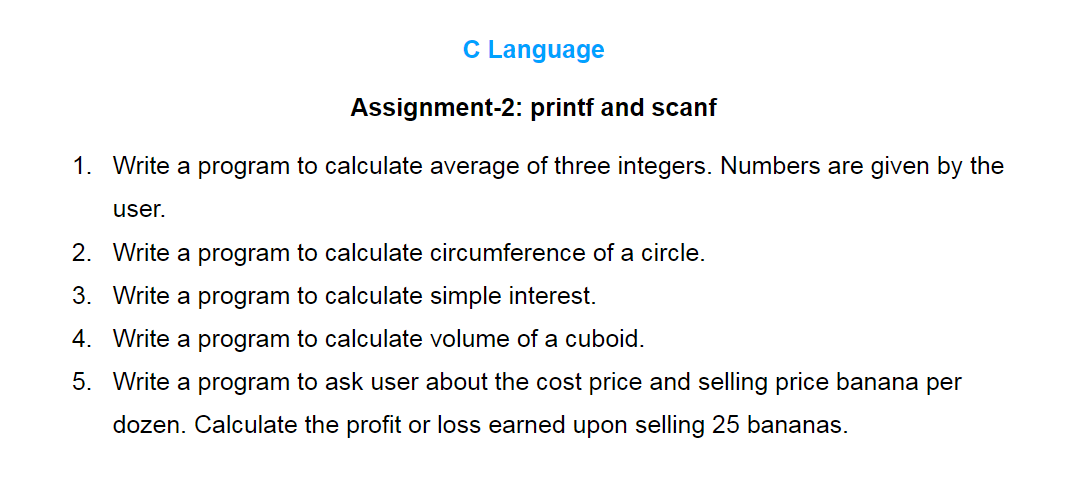 C Language
Assignment-2: printf and scanf
1. Write a program to calculate average of three integers. Numbers are given by the
user.
2. Write a program to calculate circumference of a circle.
3. Write a program to calculate simple interest.
4. Write a program to calculate volume of a cuboid.
5. Write a program to ask user about the cost price and selling price banana per
dozen. Calculate the profit or loss earned upon selling 25 bananas.